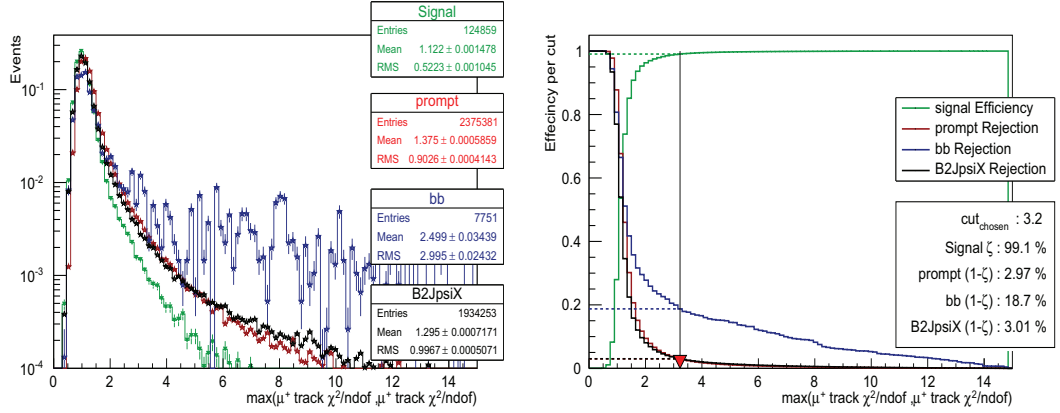 Signal
Entries 124859
Mean 1.122 ± 0.001478
RMS 0.5223 ± 0.001045
prompt
Entries 2375381
Mean 1.375 ± 0.0005859
RMS 0.9026 ± 0.0004143
bb
Entries 7751
Mean 2.499 ± 0.03439
RMS 2.995 ± 0.02432
B2JpsiX
Entries 1934253
Mean 1.295 ± 0.0007171
RMS 0.9967 ± 0.0005071
Events
10⁻¹
10⁻²
10⁻³
10⁻⁴
0 2 4 6 8 10 12 14
max(μ⁺ track χ²/ndof ,μ⁺ track χ²/ndof)
Effecincy per cut
1
0.8
0.6
0.4
0.2
0
0 2 4 6 8 10 12 14
max(μ⁺ track χ²/ndof ,μ⁺ track χ²/ndof)
signal Efficiency
prompt Rejection
bb Rejection
B2JpsiX Rejection
cut_chosen : 3.2
Signal ζ : 99.1 %
prompt (1-ζ) : 2.97 %
bb (1-ζ) : 18.7 %
B2JpsiX (1-ζ) : 3.01 %